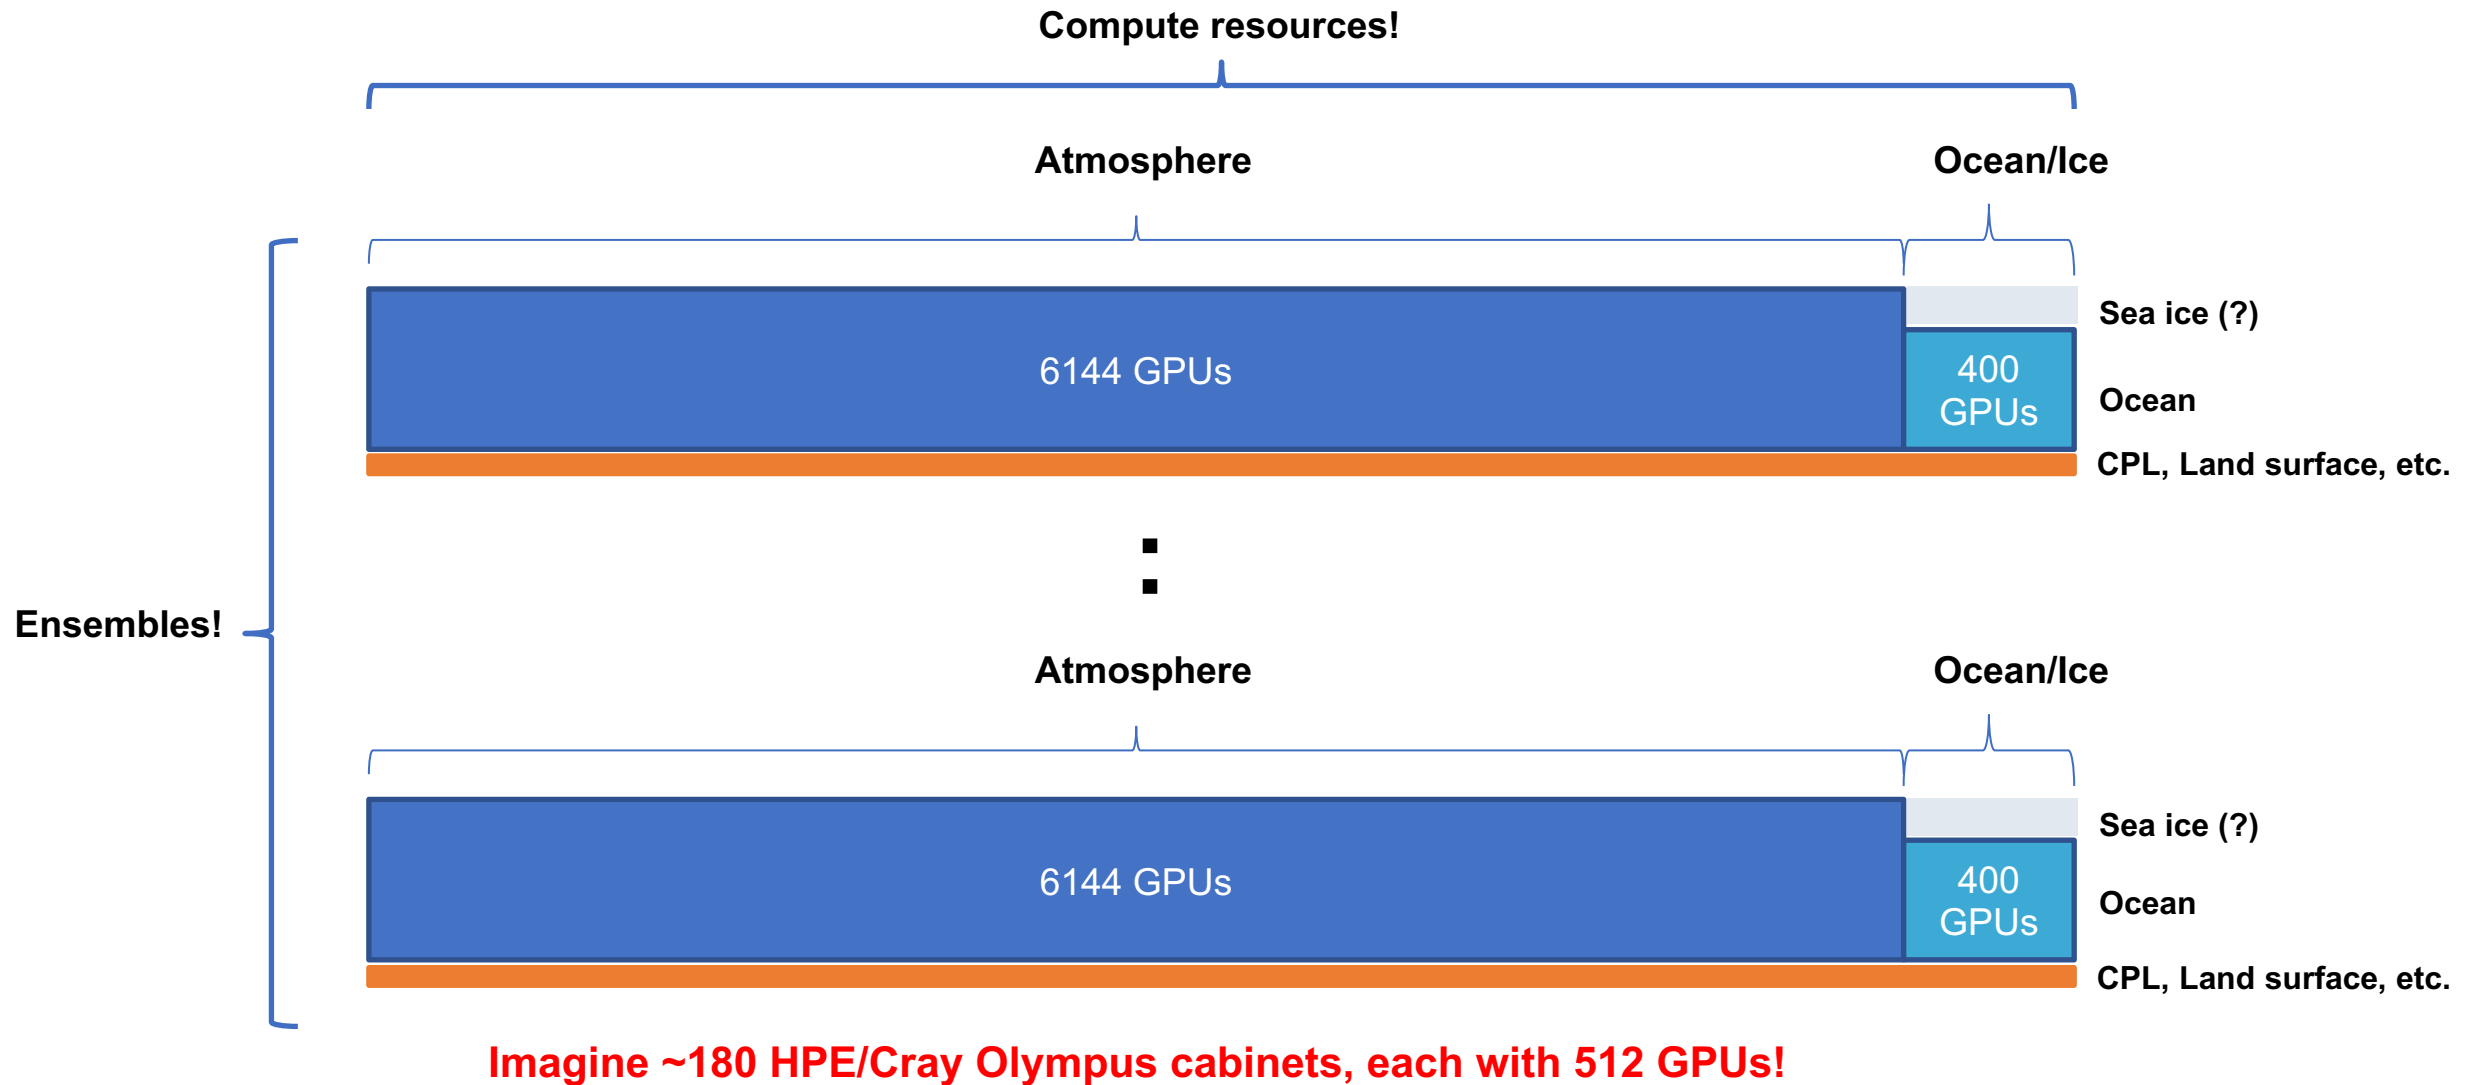 Compute resources!
Atmosphere
Ocean/Ice
6144 GPUs
400
GPUs
Sea ice (?)
Ocean
CPL, Land surface, etc.
:
Ensembles!
Atmosphere
Ocean/Ice
6144 GPUs
400
GPUs
Sea ice (?)
Ocean
CPL, Land surface, etc.
Imagine ~180 HPE/Cray Olympus cabinets, each with 512 GPUs!